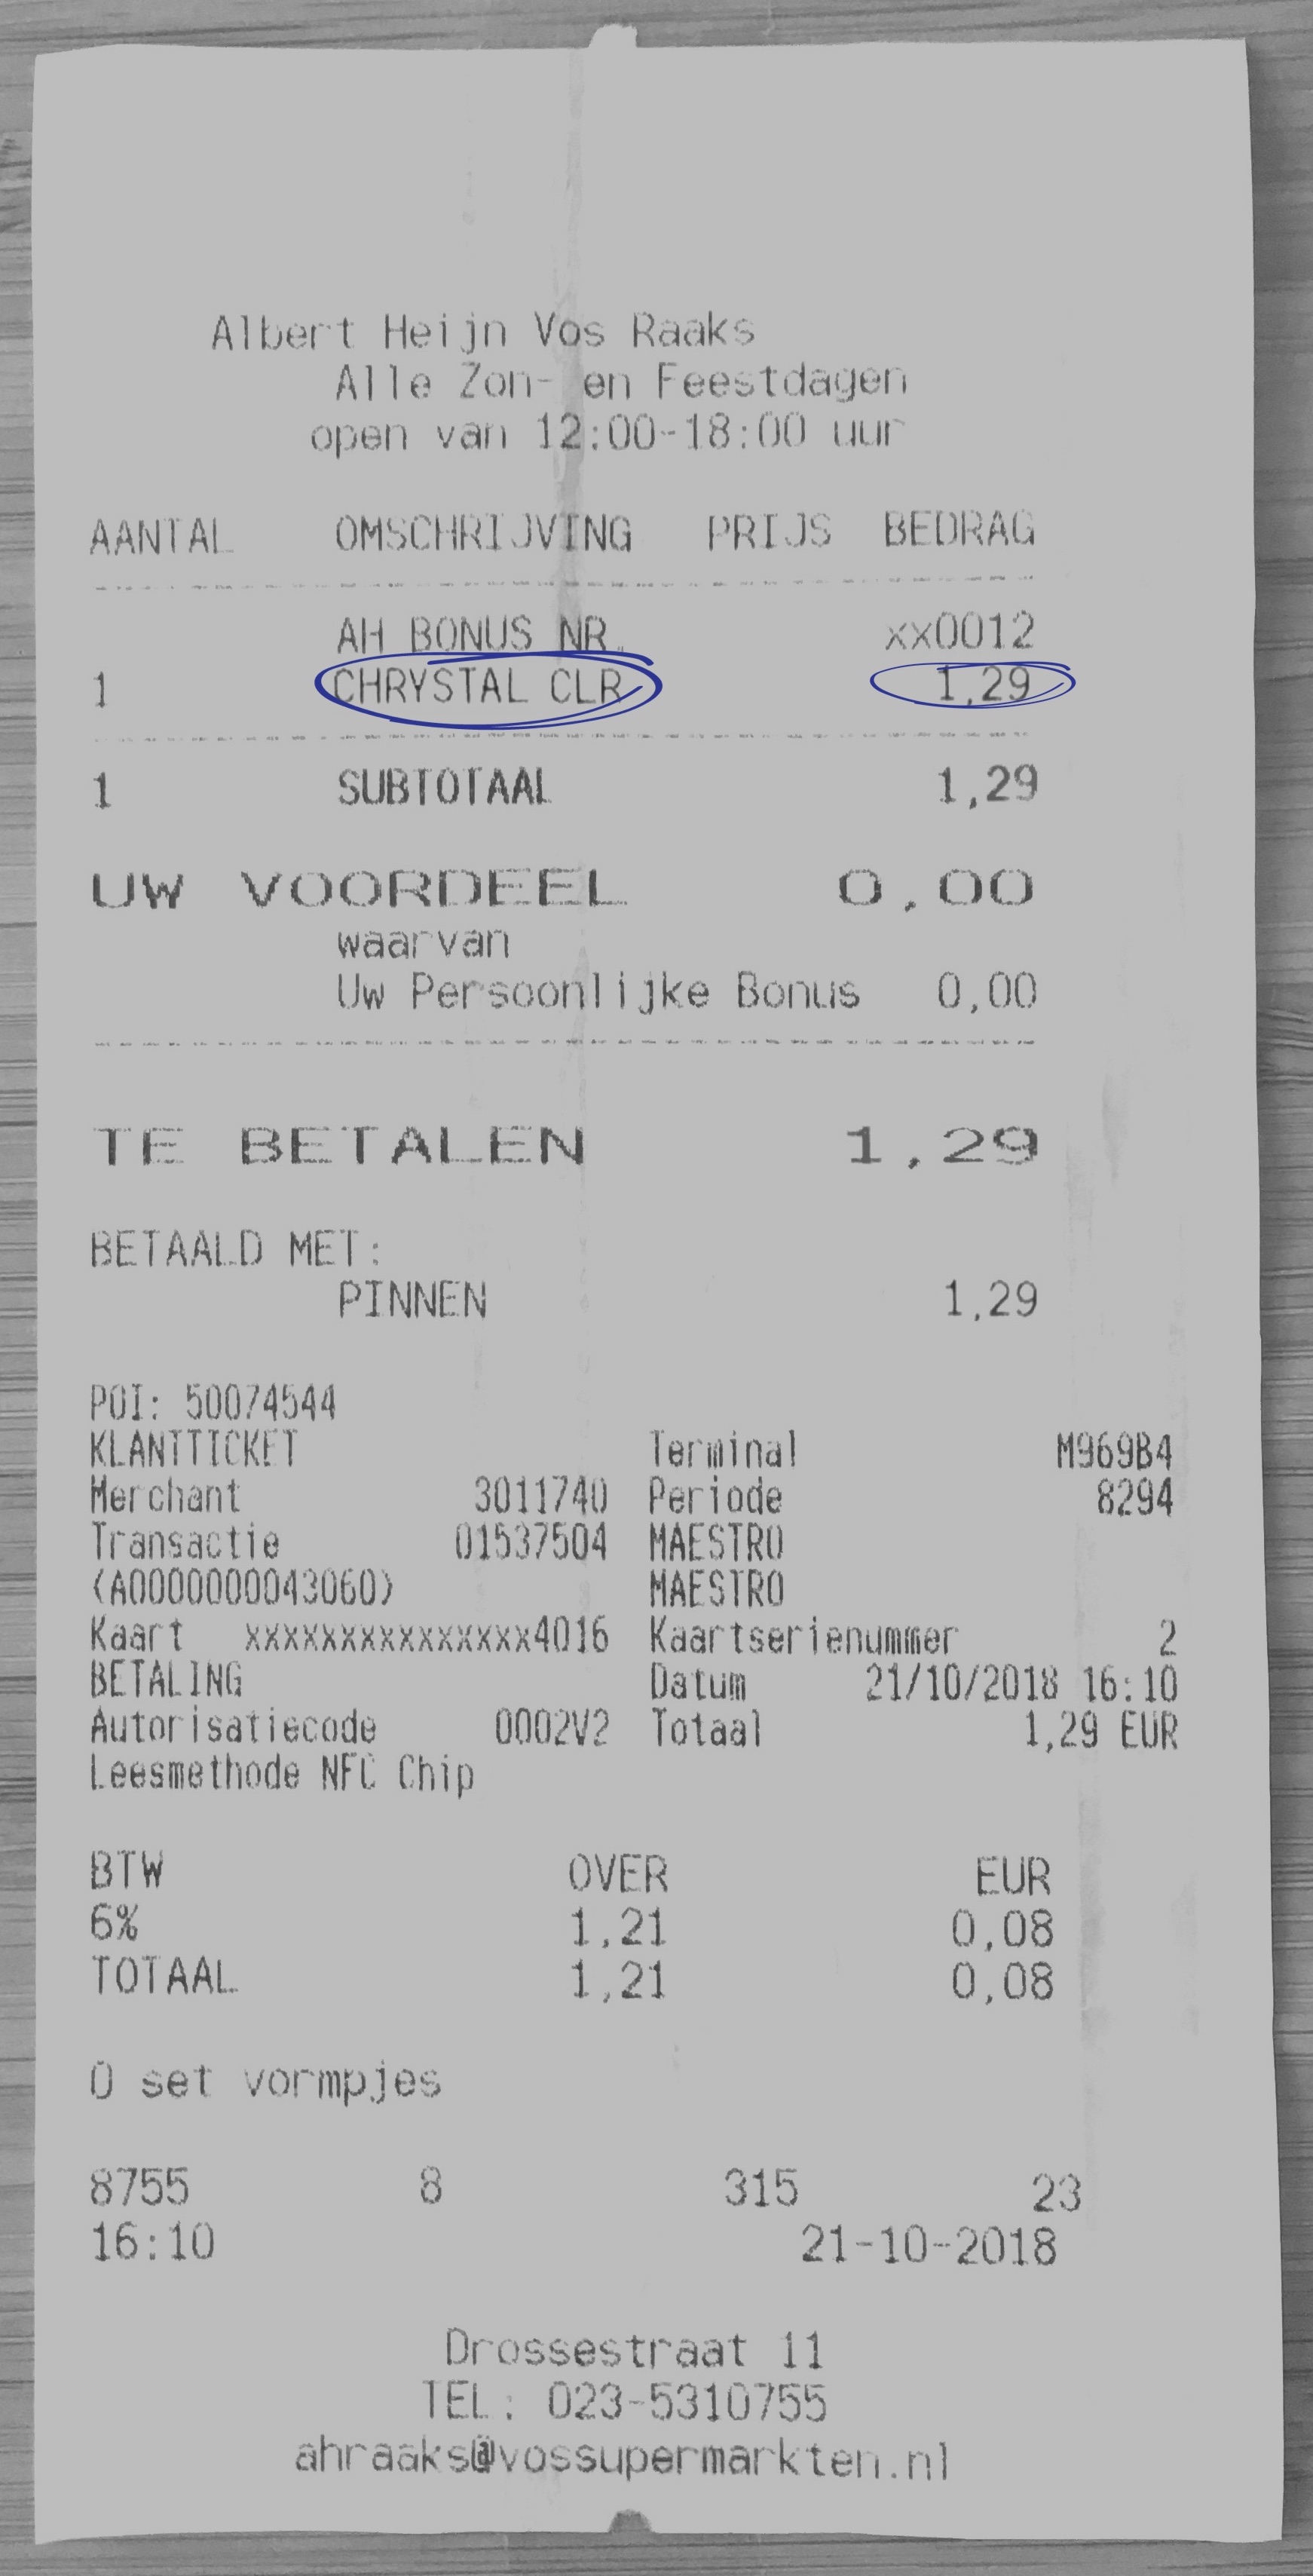 Albert Heijn Vos Raaks
Alle Zon- en Feestdagen
open van 12:00-18:00 uur
AANTAL OMSCHRIJVING PRIJS BEDRAG
AH BONUS NR. xx0012
1 CHRYSTAL CLR 1,29
1 SUBTOTAAL 1,29
UW VOORDEEL 0,00
waarvan
Uw Persoonlijke Bonus 0,00
TE BETALEN 1,29
BETAALD MET:
PINNEN 1,29
POI: 50074544
KLANTTICKET Terminal M969B4
Merchant 3011740 Periode 8294
Transactie 01537504 MAESTRO
(A0000000043060) MAESTRO
Kaart xxxxxxxxxxxxxxx4016 Kaartserienummer 2
BETALING Datum 21/10/2018 16:10
Autorisatiecode 0002V2 Totaal 1,29 EUR
Leesmethode NFC Chip
BTW OVER EUR
6% 1,21 0,08
TOTAAL 1,21 0,08
0 set vormpjes
8755 8 315 23
16:10 21-10-2018
Drossestraat 11
TEL: 023-5310755
ahraaks@vossupermarkten.nl